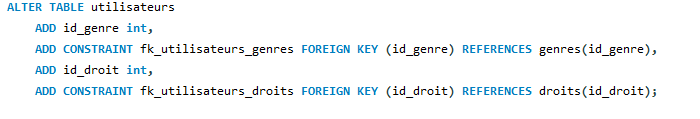 ALTER TABLE utilisateurs
ADD id_genre int,
ADD CONSTRAINT fk_utilisateurs_genres FOREIGN KEY (id_genre) REFERENCES genres(id_genre),
ADD id_droit int,
ADD CONSTRAINT fk_utilisateurs_droits FOREIGN KEY (id_droit) REFERENCES droits(id_droit);